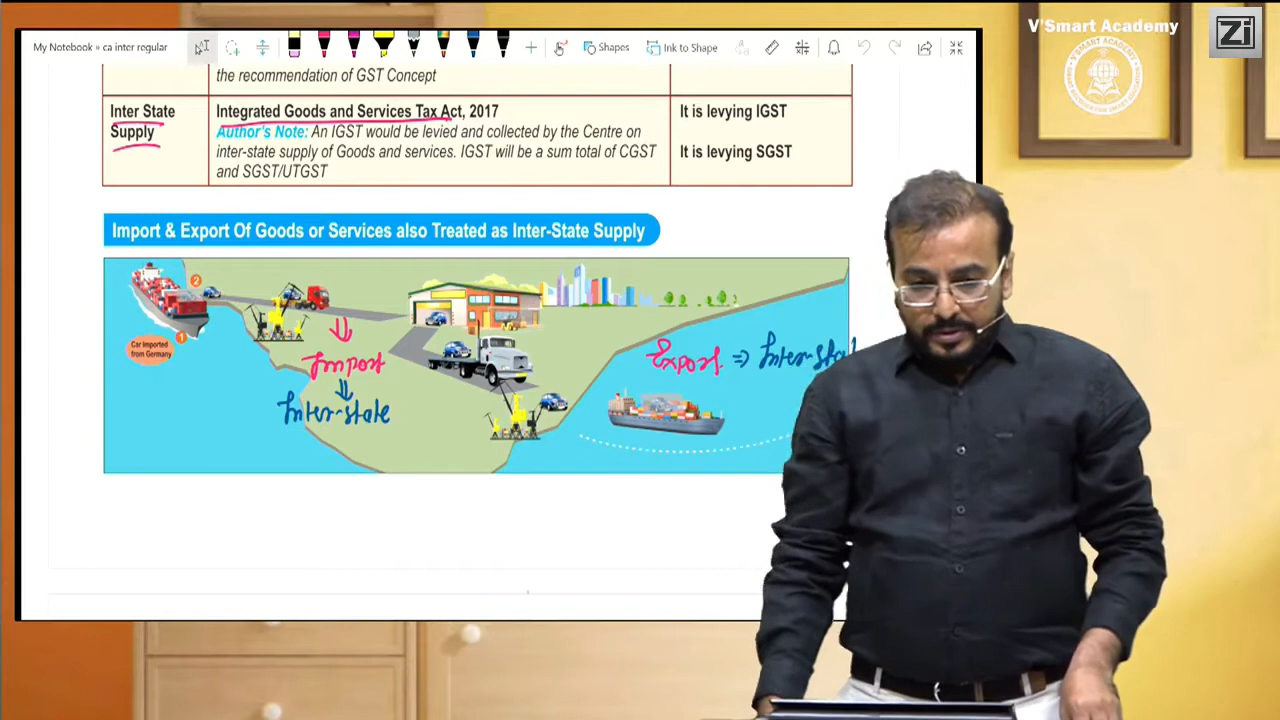 V'Smart Academy
Zi
My Notebook » ca inter regular
Shapes
Ink to Shape
the recommendation of GST Concept
Inter State
Supply
Integrated Goods and Services Tax Act, 2017
Author's Note: An IGST would be levied and collected by the Centre on
inter-state supply of Goods and services. IGST will be a sum total of CGST
and SGST/UTGST
It is levying IGST
It is levying SGST
Import & Export Of Goods or Services also Treated as Inter-State Supply
2
1
Car Imported
from Germany
Import
Inter-state
Export ⇒ Inter-stat